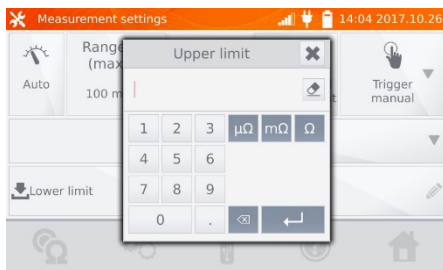 Measurement settings 14:04 2017.10.26
Auto
Range
(max
100 m
Trigger
manual
Lower limit
Upper limit
1 2 3 µΩ mΩ Ω
4 5 6
7 8 9
0 .